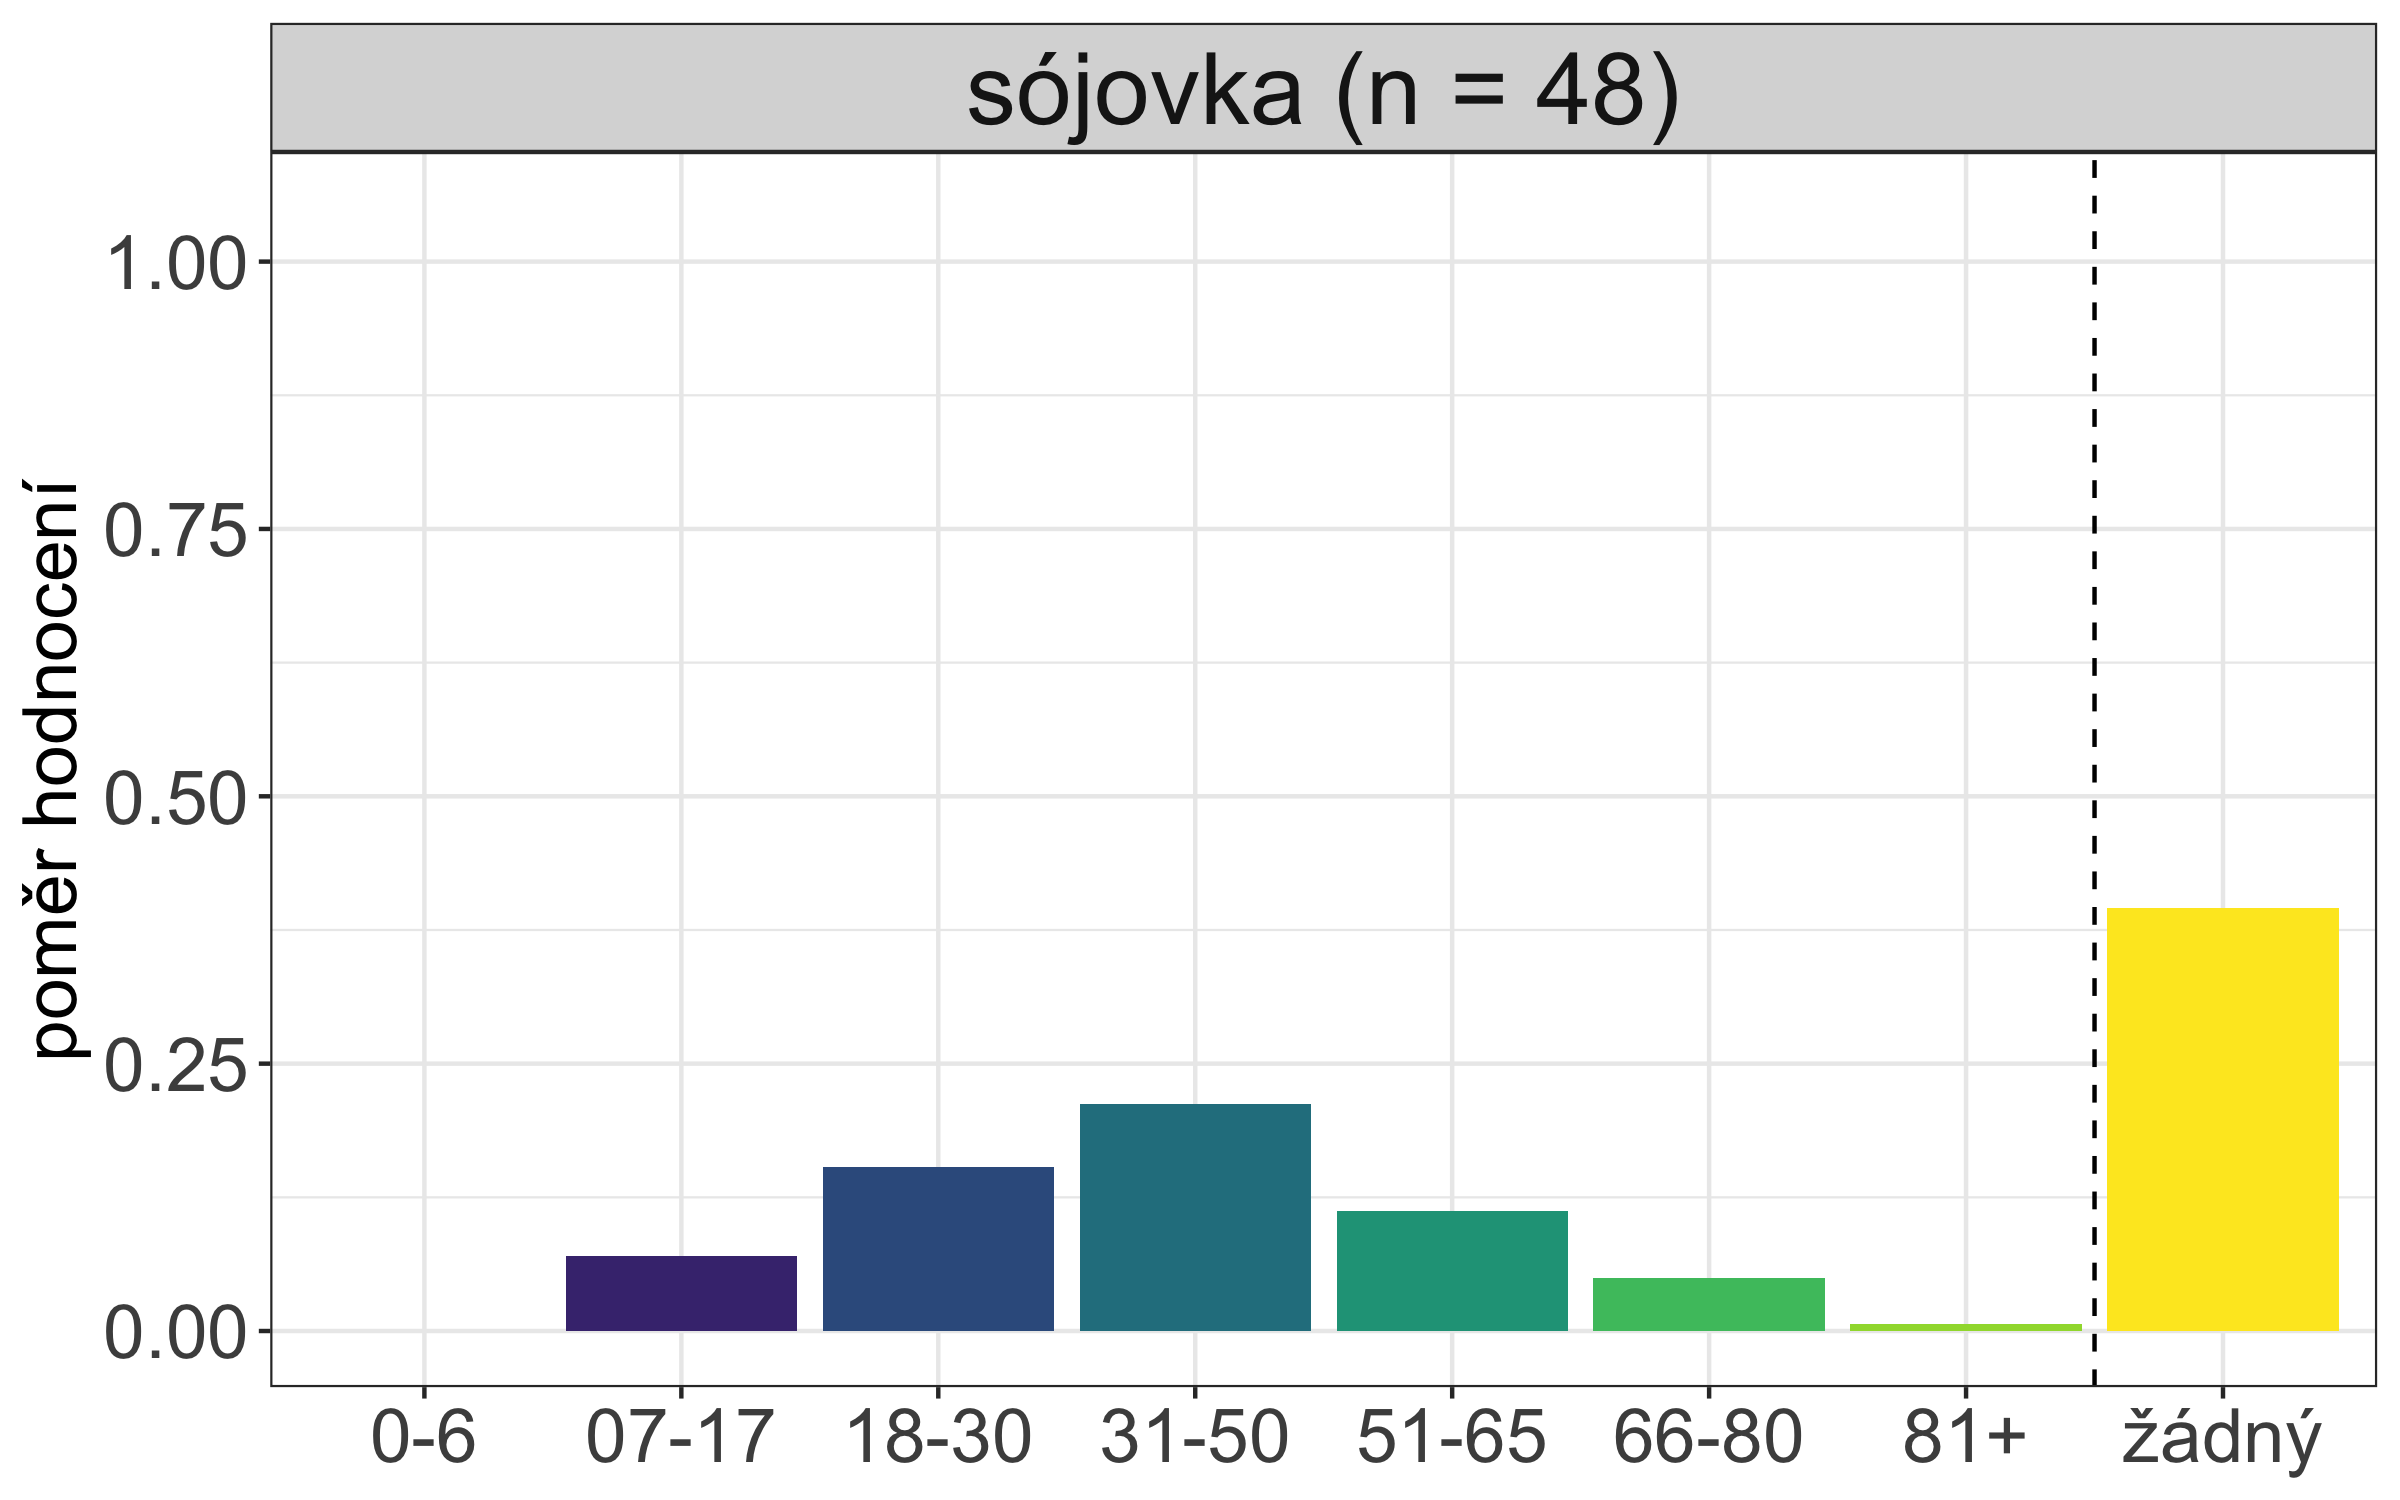 sójovka (n = 48)
poměr hodnocení
1.00
0.75
0.50
0.25
0.00
0-6 07-17 18-30 31-50 51-65 66-80 81+ žádný